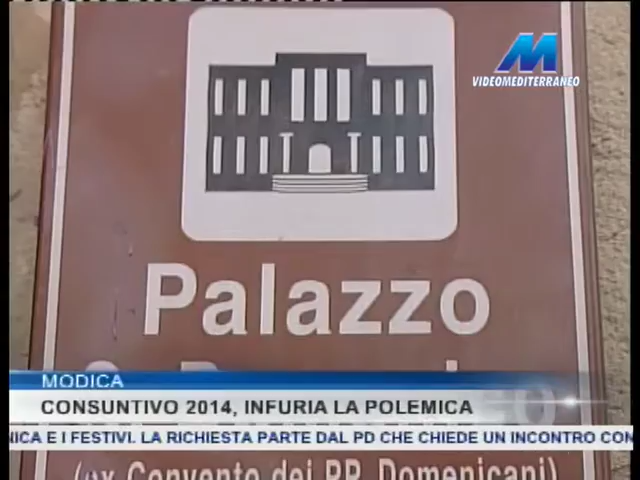 VIDEOMEDITERRANEO
Palazzo
MODICA
CONSUNTIVO 2014, INFURIA LA POLEMICA
NICA E I FESTIVI. LA RICHIESTA PARTE DAL PD CHE CHIEDE UN INCONTRO CON
(ex Convento dei PP. Domenicani)